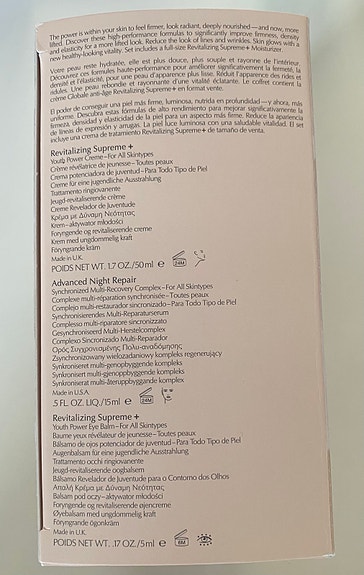 The power is within your skin to feel firmer, look radiant, deeply nourished—and now, more
lifted. Discover these high-performance formulas to significantly improve firmness, density
and elasticity for a more lifted look. Reduce the look of lines and wrinkles. Skin glows with a
new healthy-looking vitality. Set includes a full-size Revitalizing Supreme+ Moisturizer.
Votre peau reste hydratée, elle est plus douce, plus souple et rayonne de l'intérieur.
Découvrez ces formules haute-performance pour améliorer significativement la fermeté, la
densité et l'élasticité, pour une peau d'apparence plus lisse. Réduit l'apparence des rides et
ridules. Une peau rebondie et rayonnante d'une vitalité éclatante. Le coffret contient la
crème Globale anti-âge Revitalizing Supreme+ en format vente.
El poder de conseguir una piel más firme, luminosa, nutrida en profundidad—y ahora, más
uniforme. Descubra estas fórmulas de alto rendimiento para mejorar significativamente la
firmeza, densidad y elasticidad de la piel para un aspecto más firme. Reduce la apariencia
de líneas de expresión y arrugas. La piel luce luminosa con una saludable vitalidad. El set
incluye una crema de tratamiento Revitalizing Supreme+ de tamaño de venta.
Revitalizing Supreme +
Youth Power Creme–For All Skintypes
Crème révélatrice de jeunesse–Toutes peaux
Crema potenciadora de juventud–Para Todo Tipo de Piel
Creme für eine jugendliche Ausstrahlung
Trattamento ringiovanente
Jeugd-revitaliserende crème
Creme Revelador de Juventude
Κρέμα με Δύναμη Νεότητας
Krem–aktywator młodości
Foryngende og revitaliserende creme
Krem med ungdommelig kraft
Föryngrande kräm
Made in U.K.
POIDS NET WT. 1.7 OZ./50ml e 24M
Advanced Night Repair
Synchronized Multi-Recovery Complex–For All Skintypes
Complexe multi-réparation synchronisée–Toutes peaux
Complejo multi-restaurador sincronizado–Para Todo Tipo de Piel
Synchronisierendes Multi-Reparaturserum
Complesso multi-riparatore sincronizzato
Gesynchroniseerd Multi-Herstelcomplex
Complexo Sincronizado Multi-Reparador
Ορός Συγχρονισμένης Πολυ-αναδόμησης
Zsynchronizowany wielozadaniowy kompleks regenerujący
Synkroniseret multi-genopbyggende kompleks
Synkronisert multi-gjenoppbyggende kompleks
Synkroniserat multi-återuppbyggande komplex
Made in U.S.A.
.5 FL. OZ. LIQ./15ml e 24M
Revitalizing Supreme +
Youth Power Eye Balm–For All Skintypes
Baume yeux révélateur de jeunesse–Toutes peaux
Bálsamo de ojos potenciador de juventud–Para Todo Tipo de Piel
Augenbalsam für eine jugendliche Ausstrahlung
Trattamento occhi ringiovanente
Jeugd-revitaliserende oogbalsem
Bálsamo Revelador de Juventude para o Contorno dos Olhos
Απαλή Κρέμα με Δύναμη Νεότητας
Balsam pod oczy–aktywator młodości
Foryngende og revitaliserende øjencreme
Øyebalsam med ungdommelig kraft
Föryngrande ögonkräm
Made in U.K.
POIDS NET WT. .17 OZ./5 ml e 6M